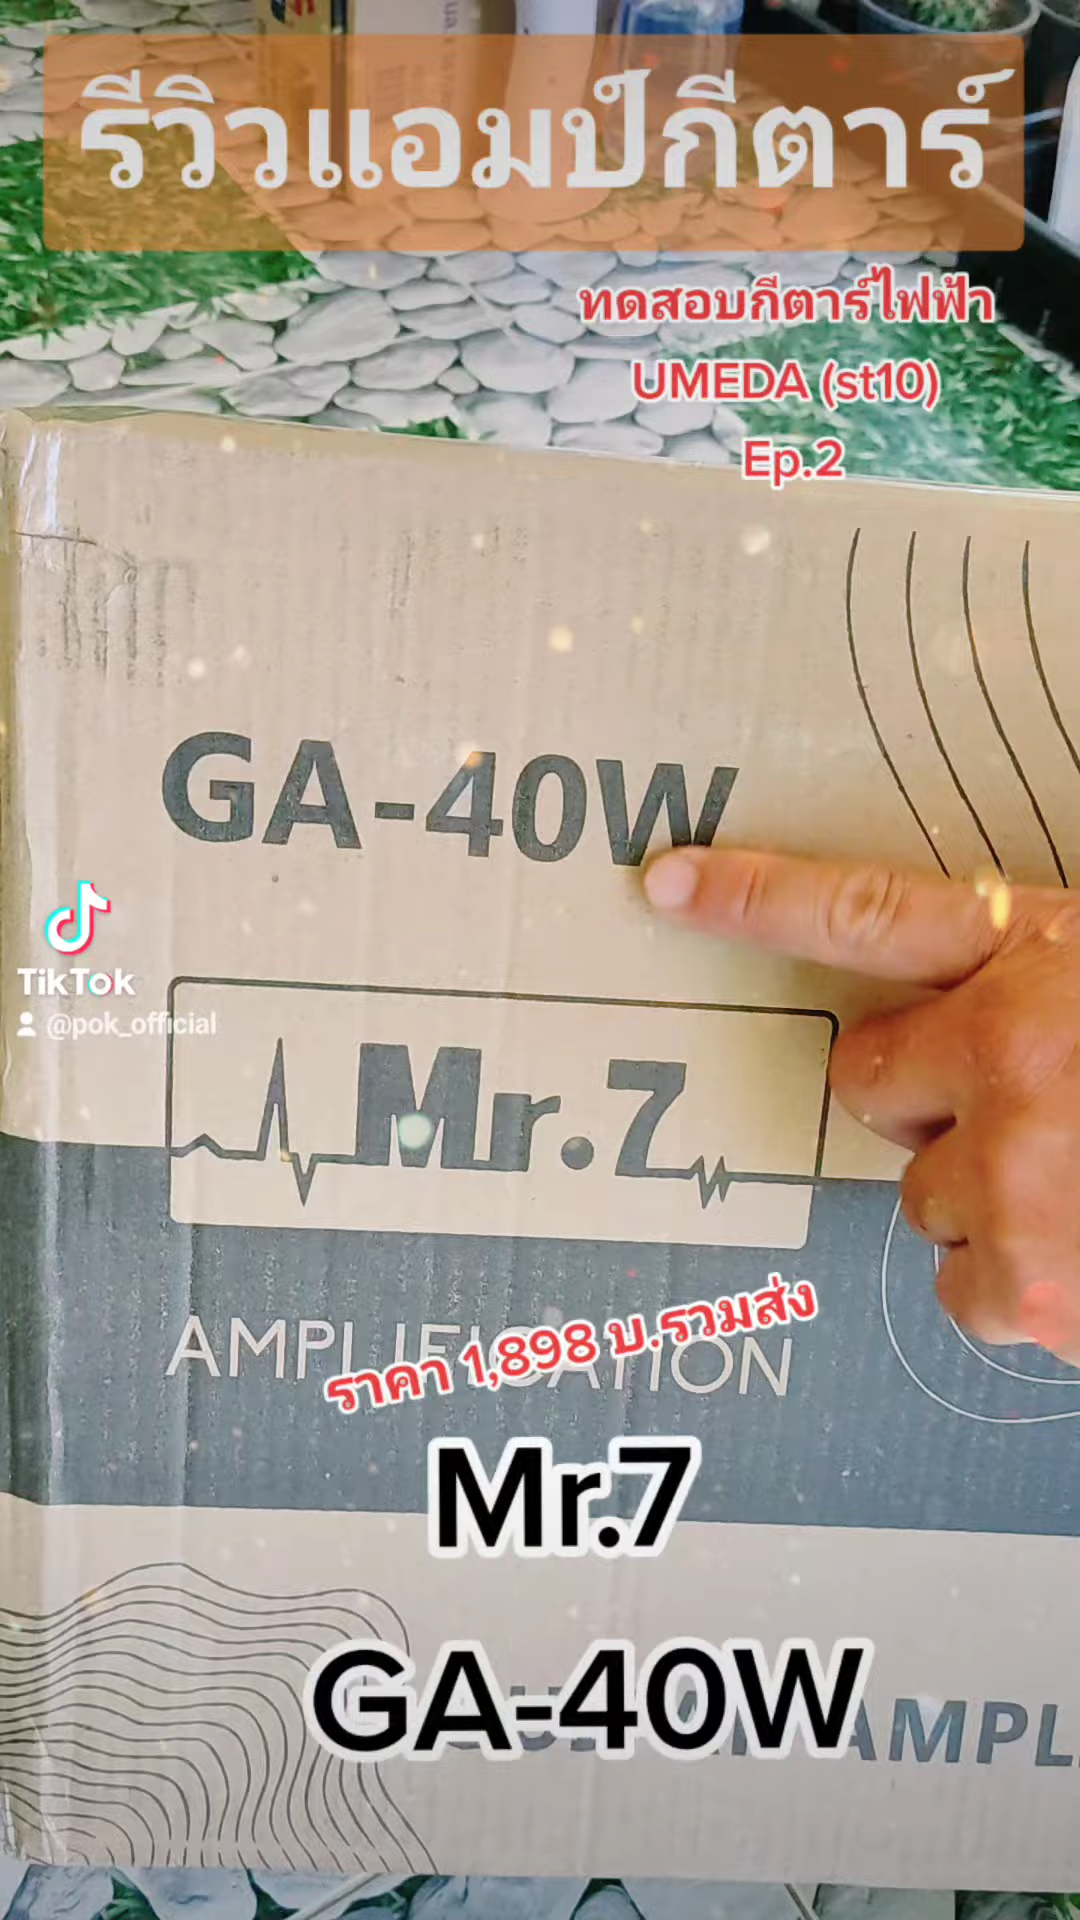 รีวิวแอมป์กีตาร์
ทดสอบกีตาร์ไฟฟ้า
UMEDA (st10)
Ep.2
GA-40W
TikTok
@pok_official
Mr.7
AMPLIFICATION
ราคา 1,898 บ.รวมส่ง
Mr.7
GA-40W
AMPL